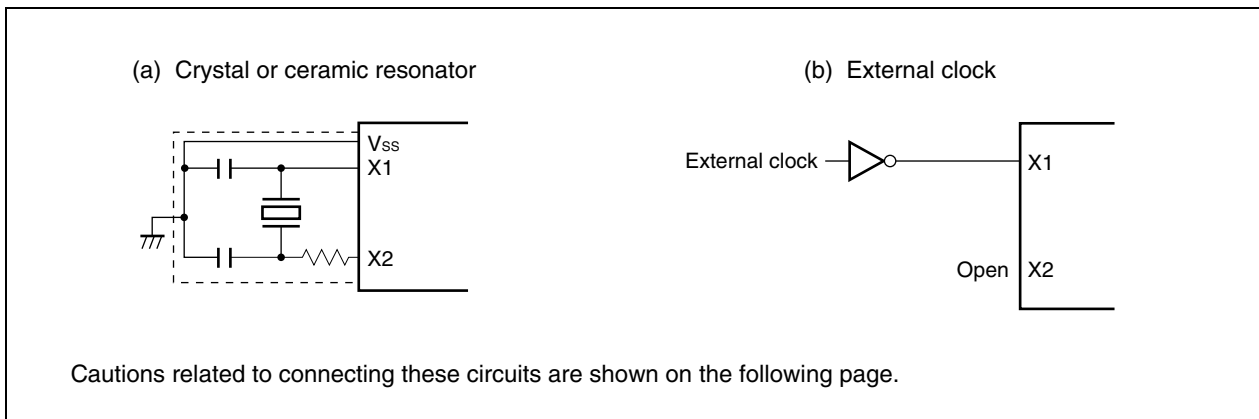 (a) Crystal or ceramic resonator
VSS
X1
X2
(b) External clock
External clock
X1
Open
X2
Cautions related to connecting these circuits are shown on the following page.